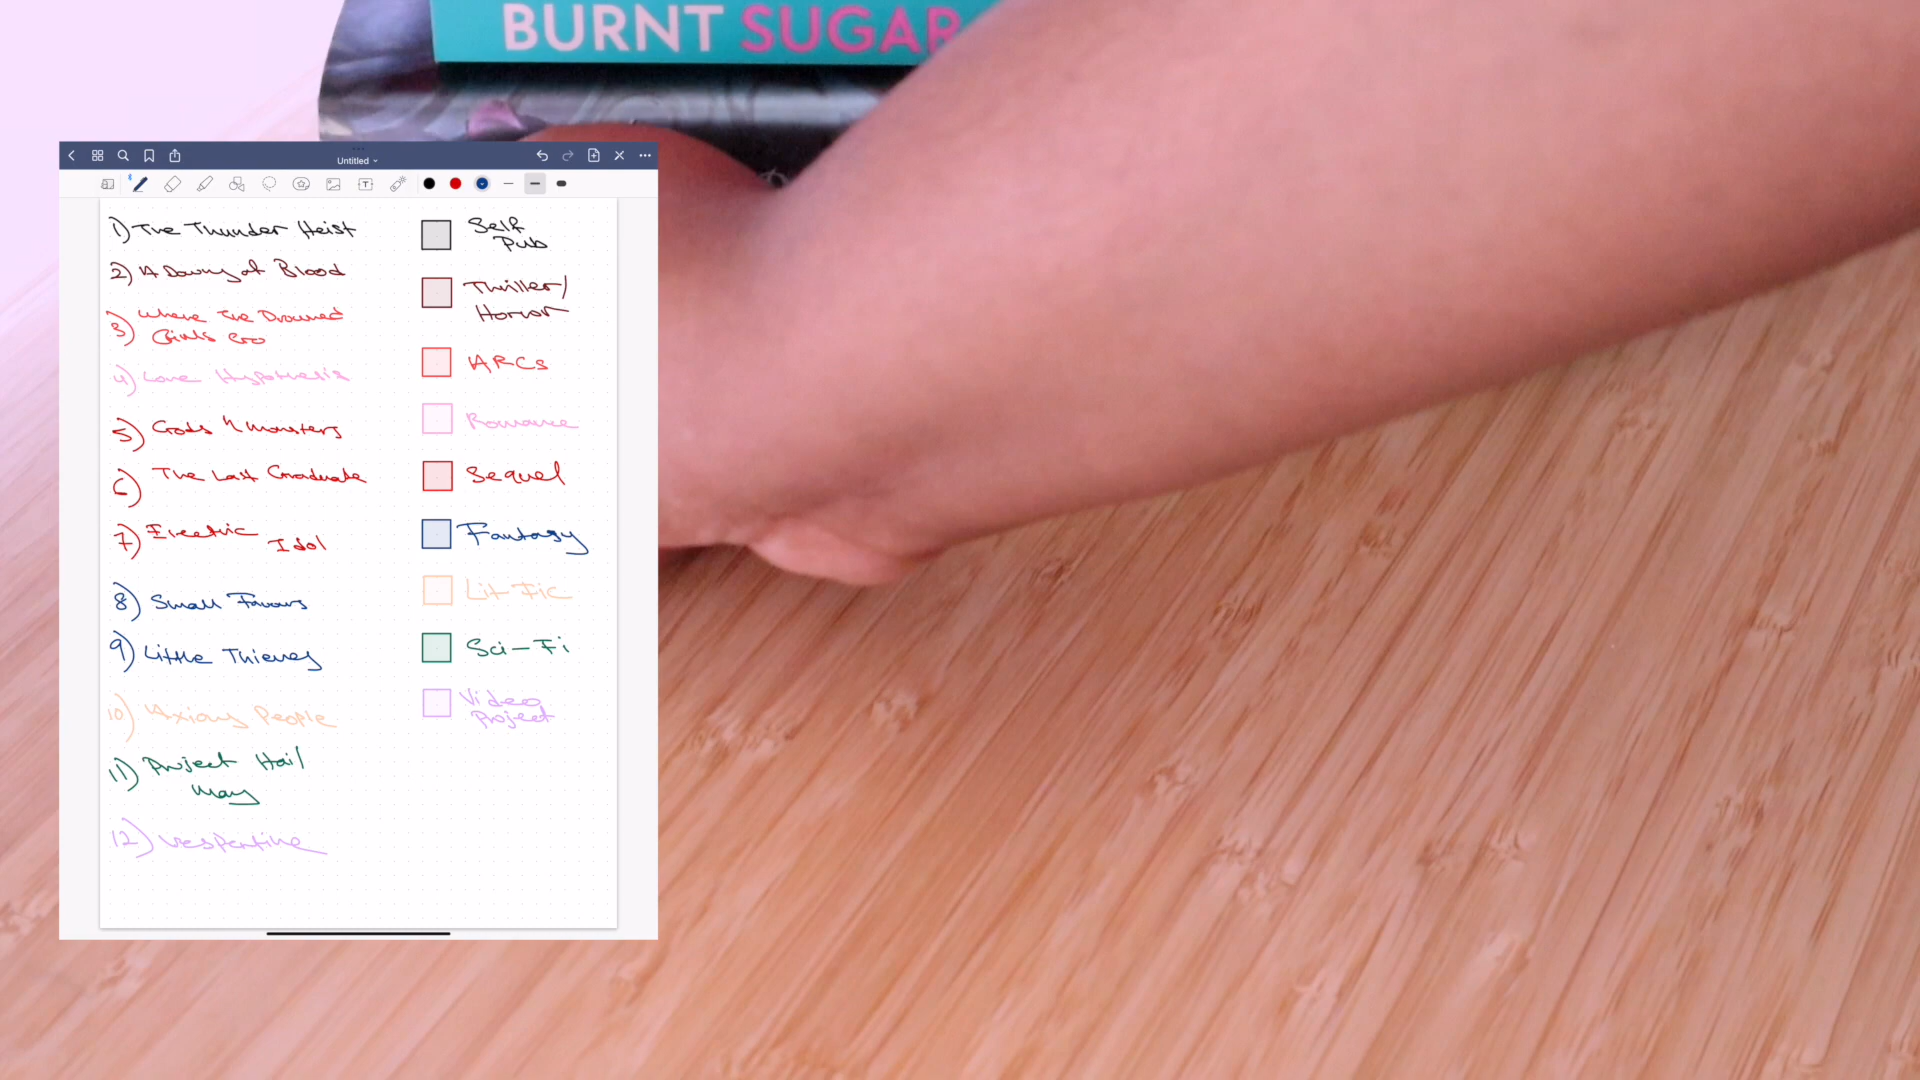 BURNT SUGAR
Untitled
1) The Thunder Heist
2) A Dowry of Blood
3) Where The Drowned
Girls Go
4) Love Hypothesis
5) Gods n monsters
6) The Last Graduate
7) Electric Idol
8) Small Favours
9) Little Thieves
10) Axious People
11) Project Hail
Mary
12) Vespertine
Self
Pub
Thriller/
Horror
ARCs
Romance
Sequel
Fantasy
Lit-Fic
Sci-Fi
Video
Project